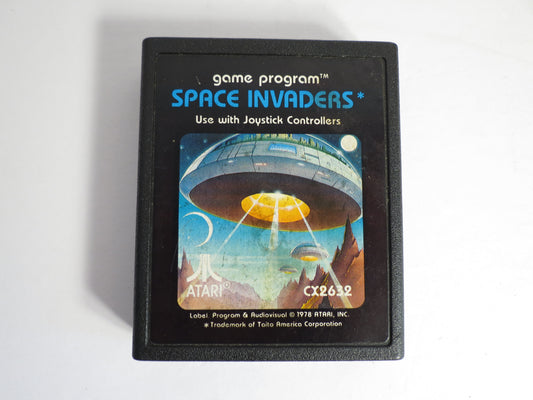 game program™
SPACE INVADERS*
Use with Joystick Controllers
ATARI®
CX2632
Label, Program & Audiovisual © 1978 ATARI, INC.
* Trademark of Taito America Corporation